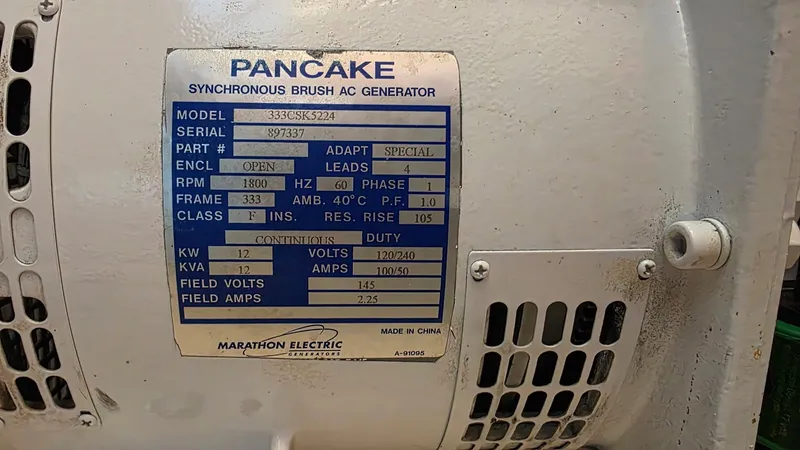 PANCAKE
SYNCHRONOUS BRUSH AC GENERATOR
MODEL 333CSK5224
SERIAL 897337
PART # ADAPT SPECIAL
ENCL OPEN LEADS 4
RPM 1800 HZ 60 PHASE 1
FRAME 333 AMB. 40°C P.F. 1.0
CLASS F INS. RES. RISE 105
CONTINUOUS DUTY
KW 12 VOLTS 120/240
KVA 12 AMPS 100/50
FIELD VOLTS 145
FIELD AMPS 2.25
MADE IN CHINA
MARATHON ELECTRIC
GENERATORS
A-91095